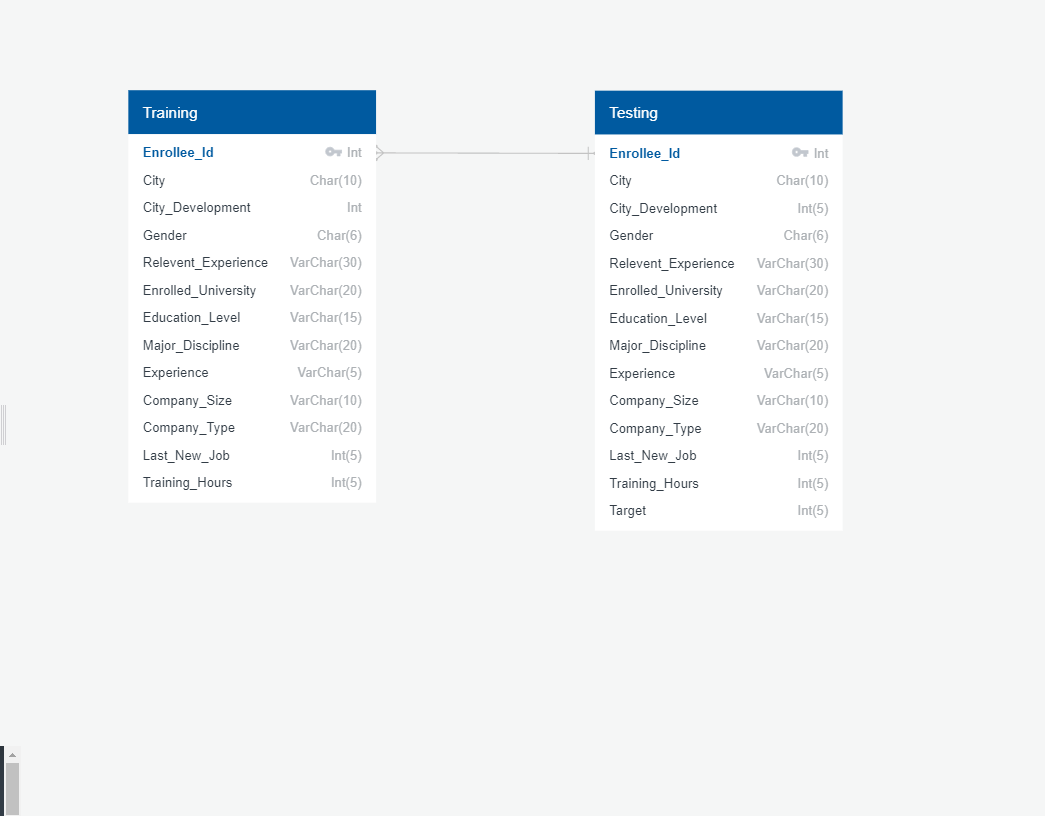 Training
Enrollee_Id Int
City Char(10)
City_Development Int
Gender Char(6)
Relevent_Experience VarChar(30)
Enrolled_University VarChar(20)
Education_Level VarChar(15)
Major_Discipline VarChar(20)
Experience VarChar(5)
Company_Size VarChar(10)
Company_Type VarChar(20)
Last_New_Job Int(5)
Training_Hours Int(5)
Testing
Enrollee_Id Int
City Char(10)
City_Development Int(5)
Gender Char(6)
Relevent_Experience VarChar(30)
Enrolled_University VarChar(20)
Education_Level VarChar(15)
Major_Discipline VarChar(20)
Experience VarChar(5)
Company_Size VarChar(10)
Company_Type VarChar(20)
Last_New_Job Int(5)
Training_Hours Int(5)
Target Int(5)